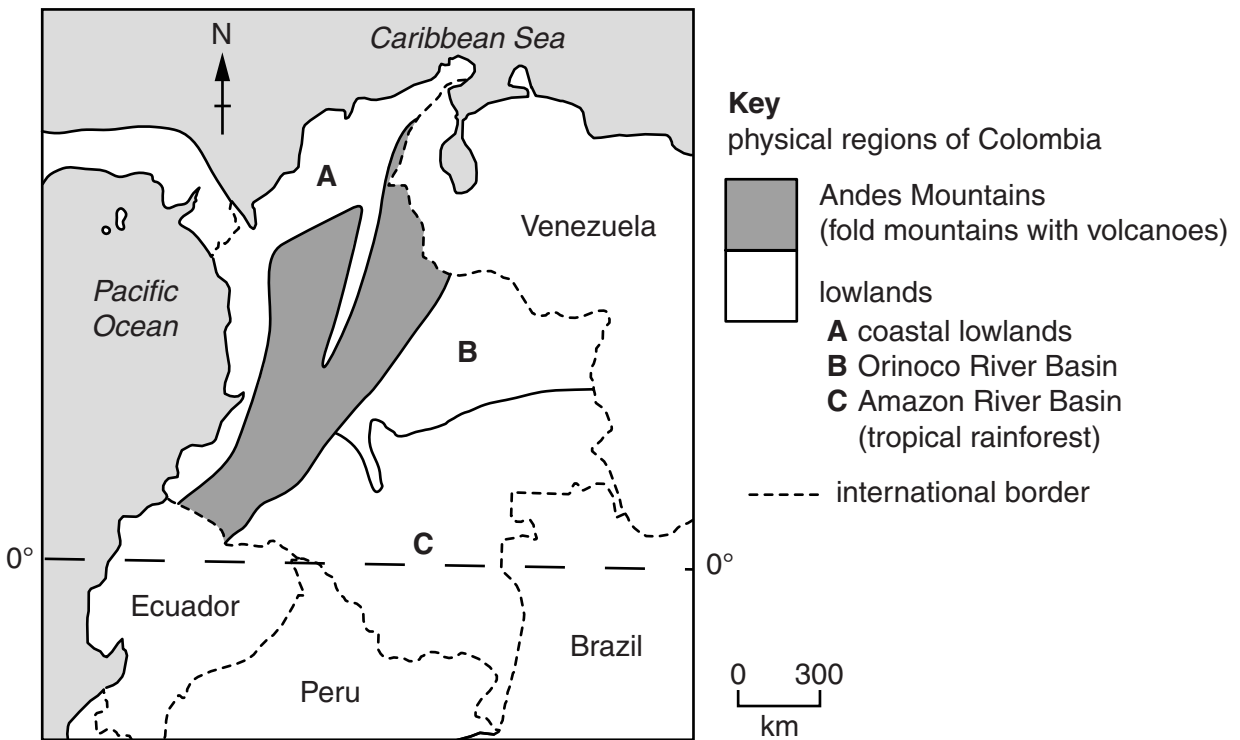 N
Caribbean Sea
A
Venezuela
Pacific
Ocean
B
C
0°
0°
Ecuador
Brazil
Peru
Key
physical regions of Colombia
Andes Mountains
(fold mountains with volcanoes)
lowlands
A coastal lowlands
B Orinoco River Basin
C Amazon River Basin
(tropical rainforest)
international border
0 300
km